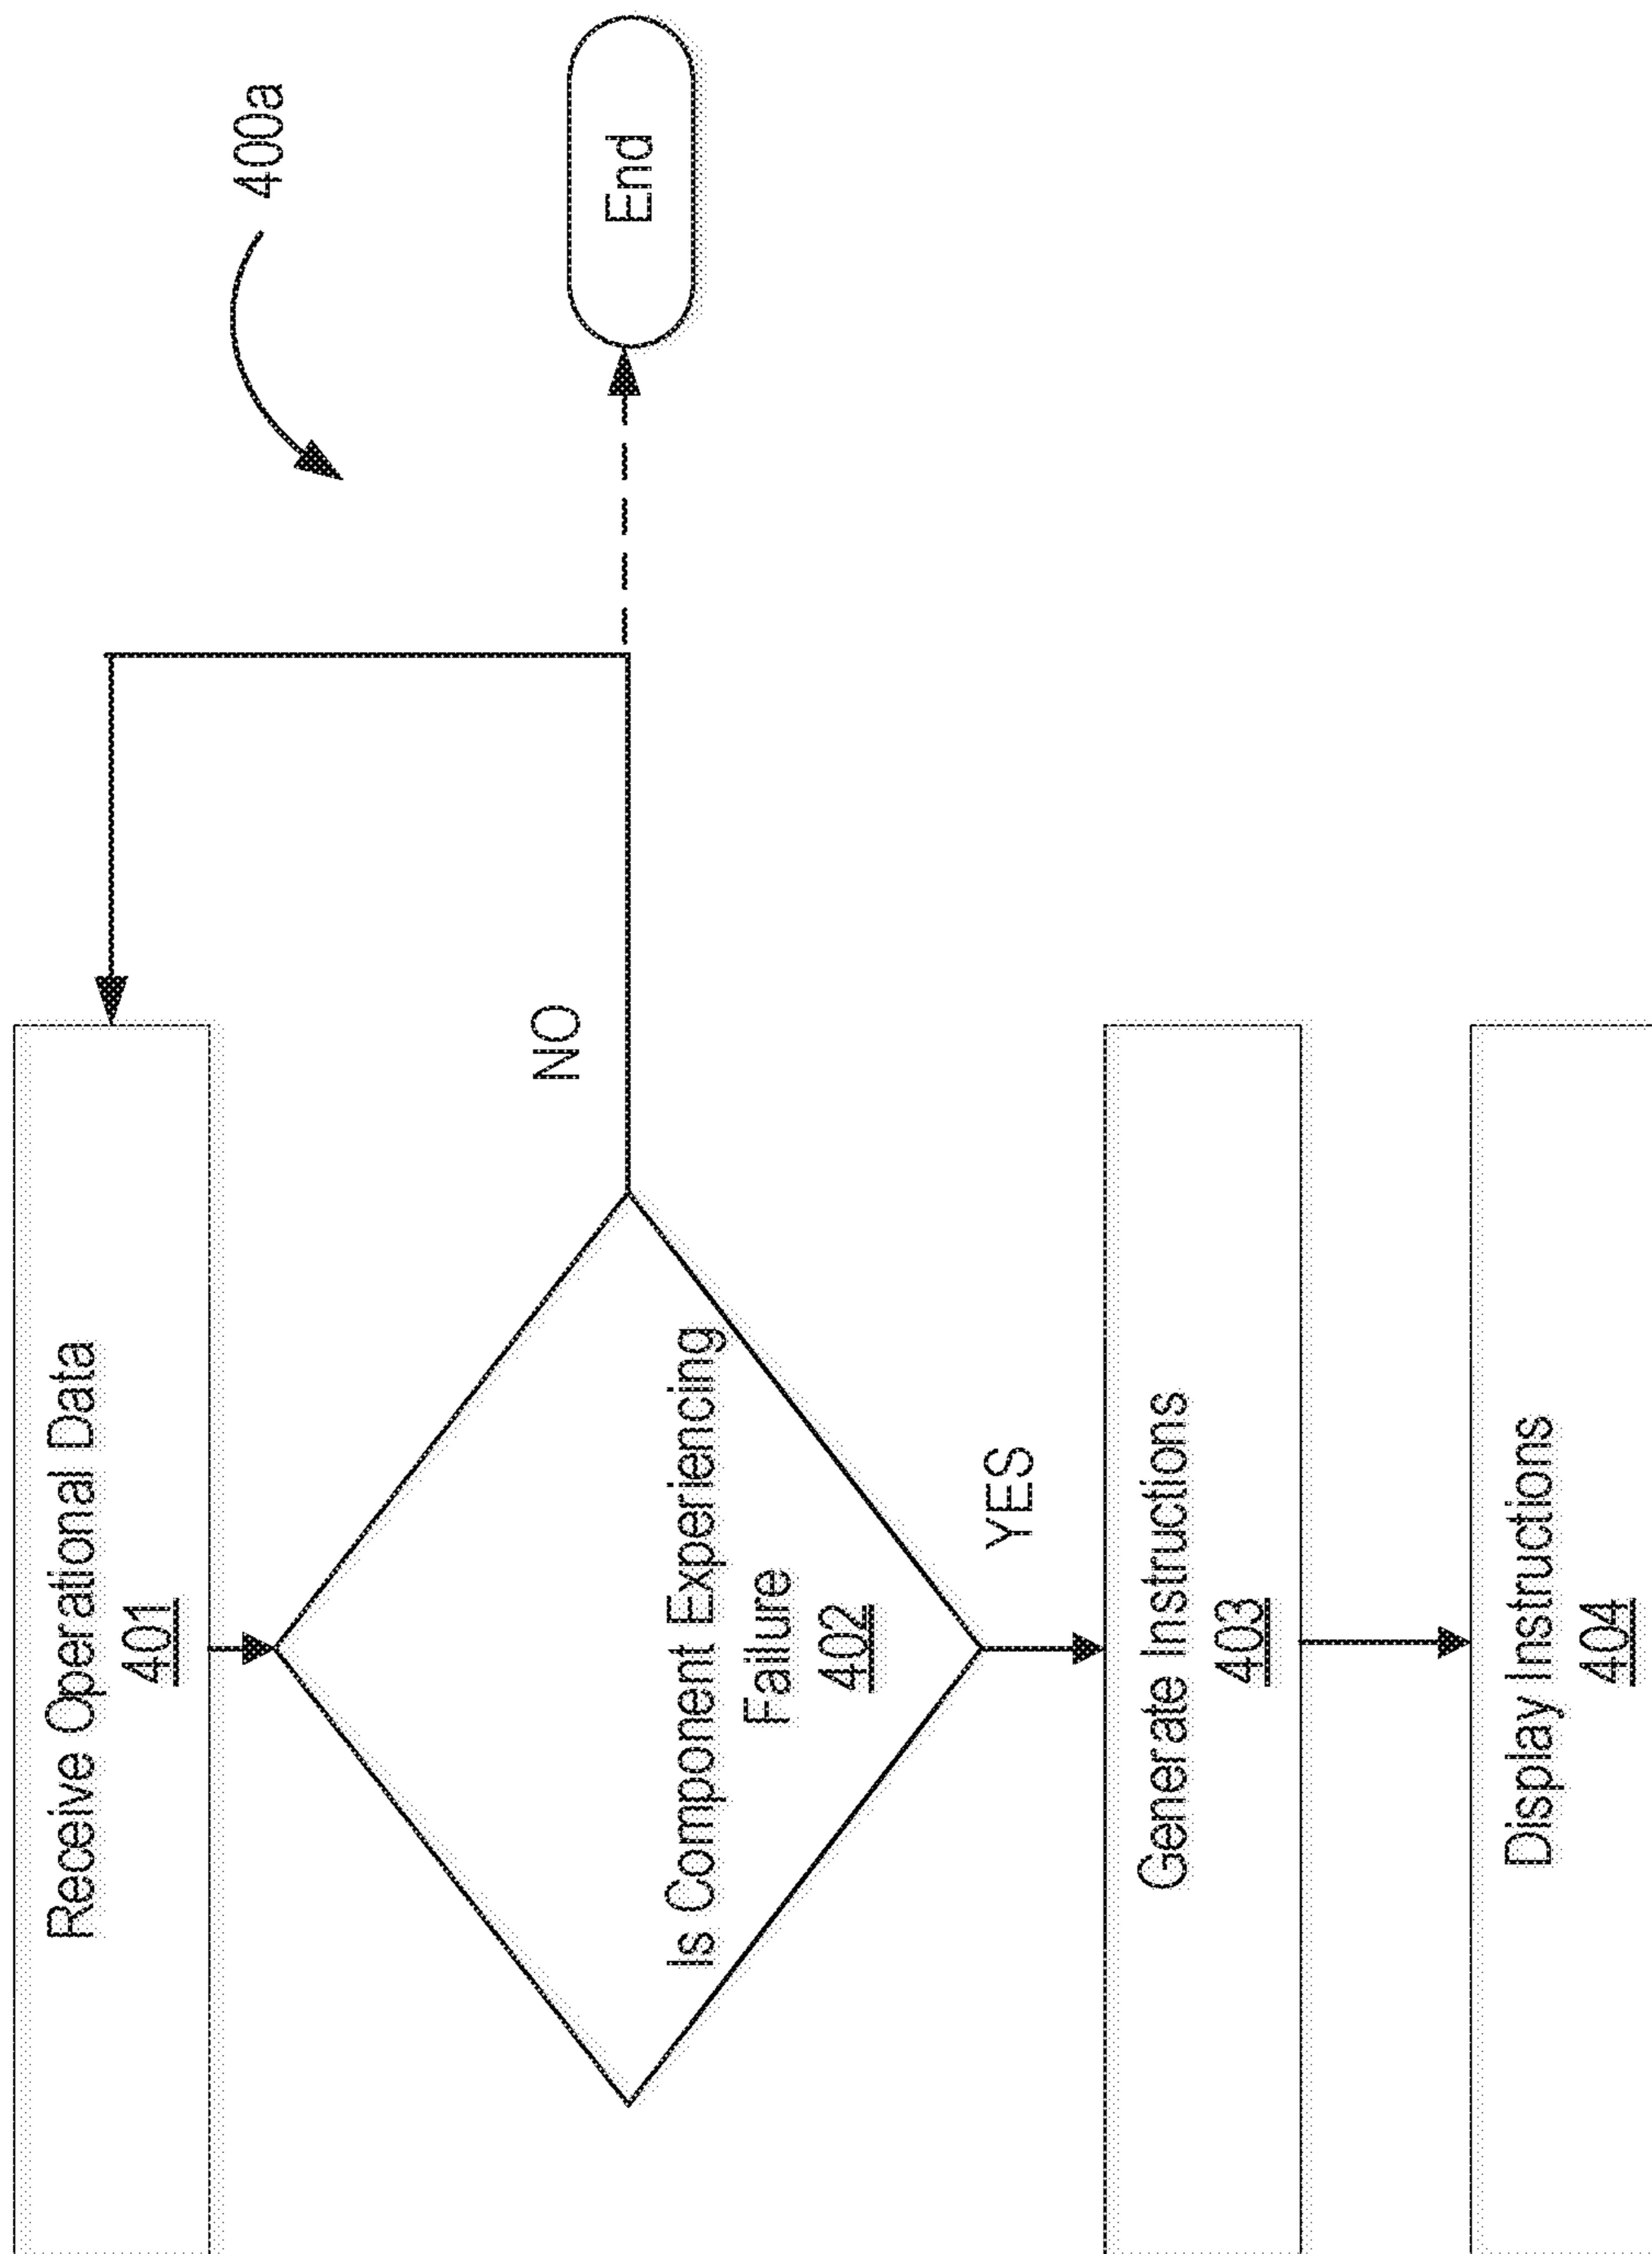 400a
Receive Operational Data
401
Is Component Experiencing
Failure
402
NO
End
YES
Generate Instructions
403
Display Instructions
404